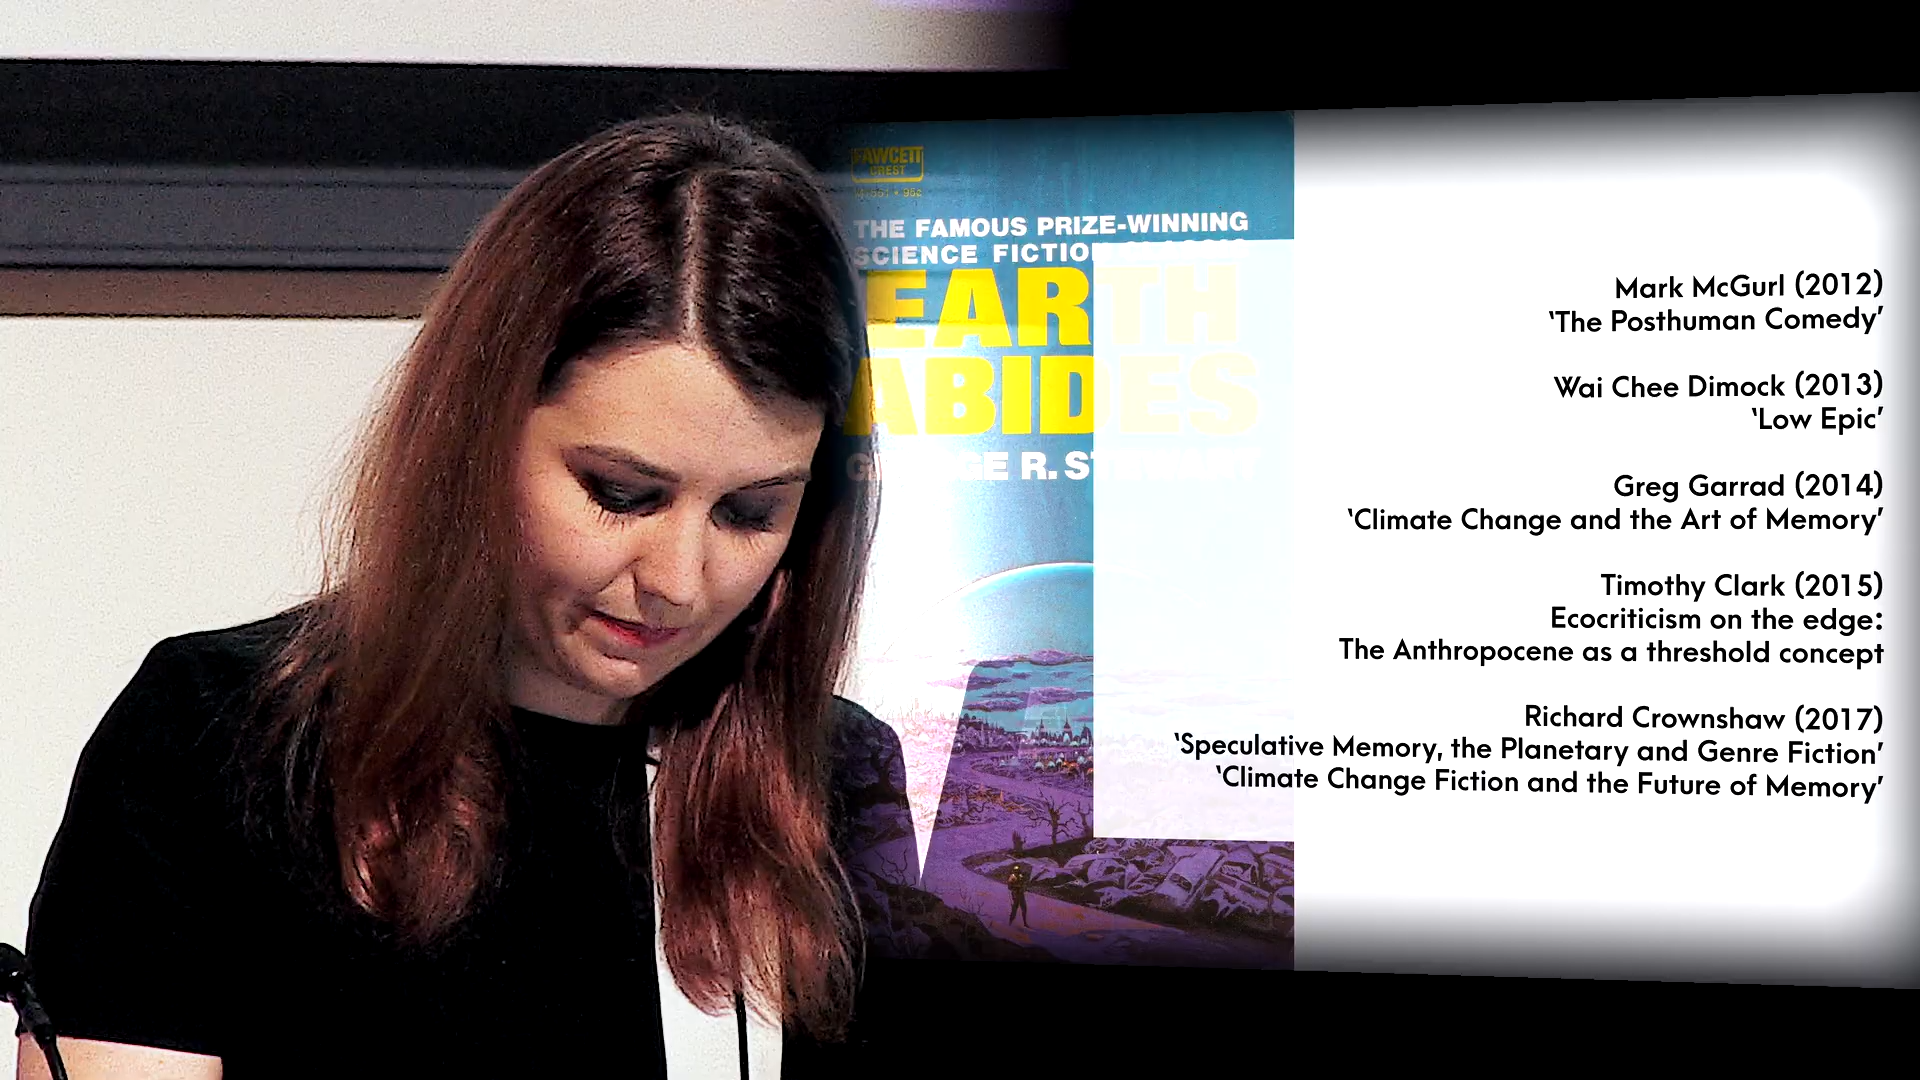 FAWCETT
CREST
THE FAMOUS PRIZE-WINNING
SCIENCE FICTION CLASSIC
EARTH
ABIDES
GEORGE R. STEWART
Mark McGurl (2012)
‘The Posthuman Comedy’
Wai Chee Dimock (2013)
‘Low Epic’
Greg Garrad (2014)
‘Climate Change and the Art of Memory’
Timothy Clark (2015)
Ecocriticism on the edge:
The Anthropocene as a threshold concept
Richard Crownshaw (2017)
‘Speculative Memory, the Planetary and Genre Fiction’
‘Climate Change Fiction and the Future of Memory’